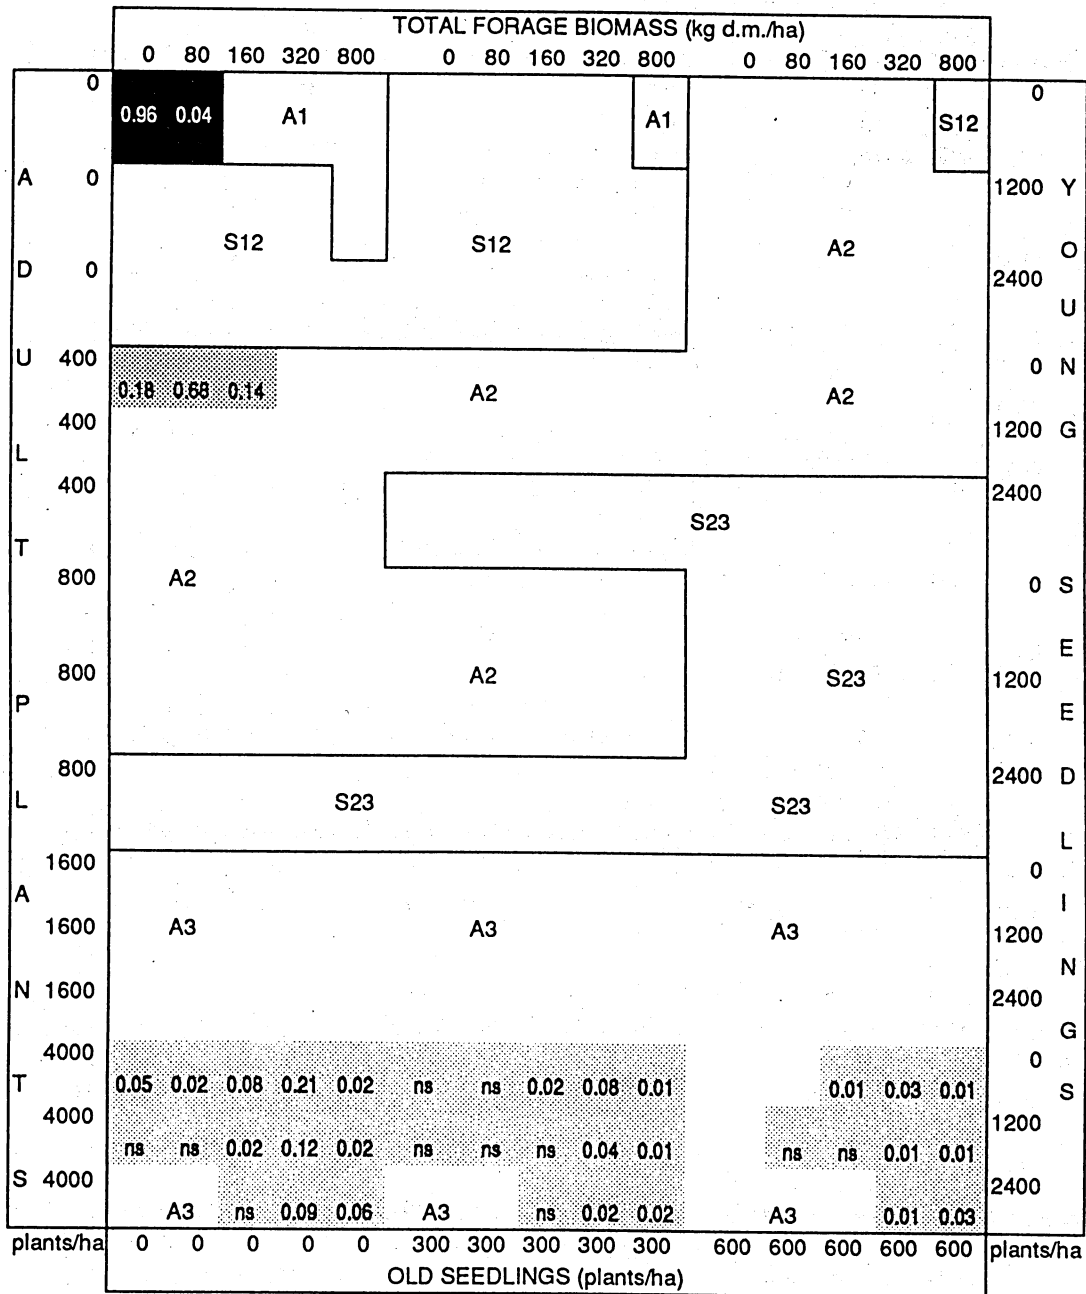 TOTAL FORAGE BIOMASS (kg d.m./ha)
0 80 160 320 800 0 80 160 320 800 0 80 160 320 800
0 0.96 0.04 A1 A1 S12 0
A 0 1200 Y
S12 S12 A2 O
D 0 2400
U
U 400 0 N
0.18 0.68 0.14 A2 A2
400 1200 G
L
400 2400
S23
T
800 A2 0 S
E
800 A2 S23 1200
P E
800 2400 D
L S23 S23
L
1600 0
A I
1600 A3 A3 A3 1200
N
N 1600 2400
G
4000 0
T 0.05 0.02 0.08 0.21 0.02 ns ns 0.02 0.08 0.01 0.01 0.03 0.01 S
4000 1200
ns ns 0.02 0.12 0.02 ns ns ns 0.04 0.01 ns ns 0.01 0.01
S 4000 2400
A3 ns 0.09 0.06 A3 ns 0.02 0.02 A3 0.01 0.03
plants/ha 0 0 0 0 0 300 300 300 300 300 600 600 600 600 600 plants/ha
OLD SEEDLINGS (plants/ha)